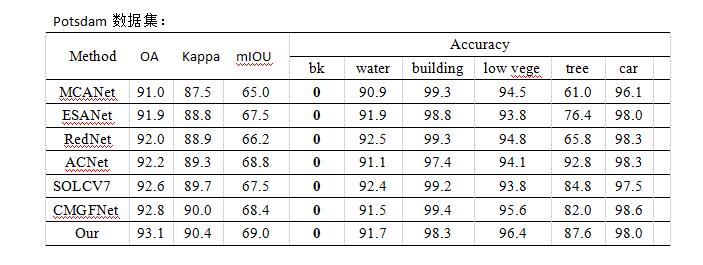 Potsdam 数据集：
Method OA Kappa mIOU Accuracy
bk water building low vege tree car
MCANet 91.0 87.5 65.0 0 90.9 99.3 94.5 61.0 96.1
ESANet 91.9 88.8 67.5 0 91.9 98.8 93.8 76.4 98.0
RedNet 92.0 88.9 66.2 0 92.5 99.3 94.8 65.8 98.3
ACNet 92.2 89.3 68.8 0 91.1 97.4 94.1 92.8 98.3
SOLCV7 92.6 89.7 67.5 0 92.4 99.2 93.8 84.8 97.5
CMGFNet 92.8 90.0 68.4 0 91.5 99.4 95.6 82.0 98.6
Our 93.1 90.4 69.0 0 91.7 98.3 96.4 87.6 98.0